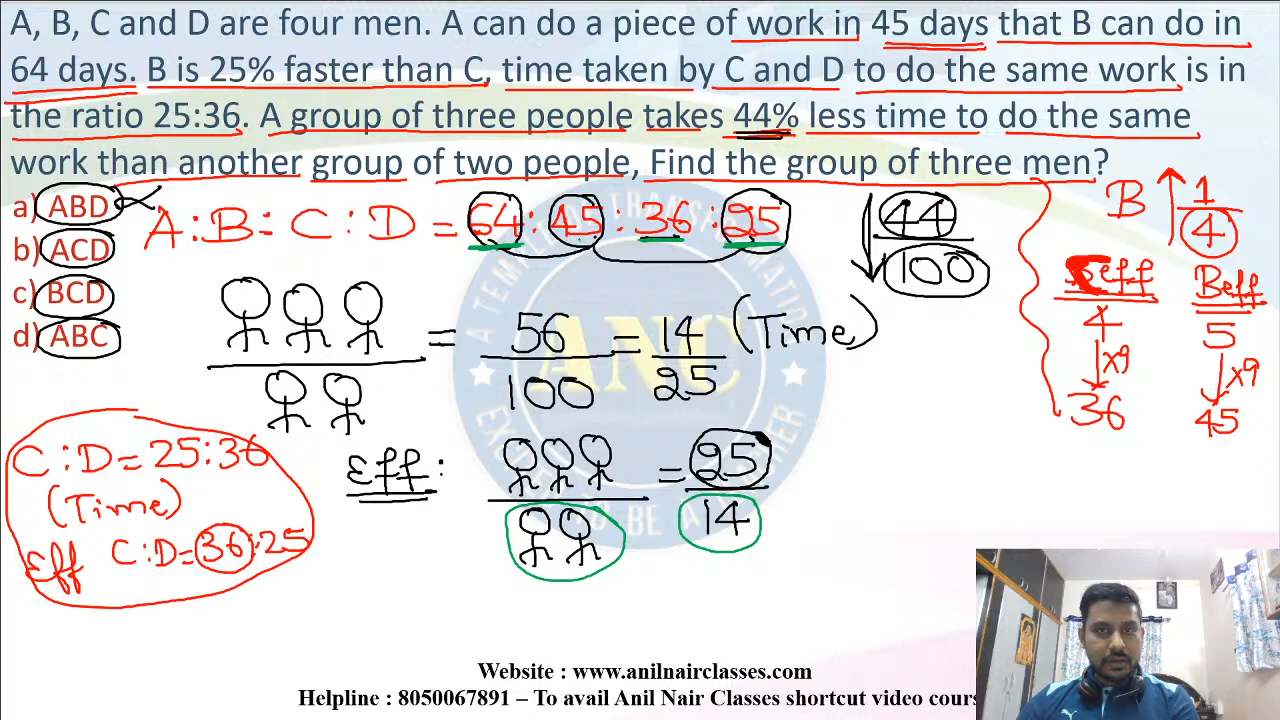 A, B, C and D are four men. A can do a piece of work in 45 days that B can do in
64 days. B is 25% faster than C, time taken by C and D to do the same work is in
the ratio 25:36. A group of three people takes 44% less time to do the same
work than another group of two people, Find the group of three men?
a) ABD
b) ACD
c) BCD
d) ABC
A:B:C:D = 64:45:36:25
44
100
B 1
4
eff Beff
4 5
×9 ×9
36 45
= 56 = 14 (Time)
100 25
C:D=25:36
(Time)
Eff C:D=36:25
Eff: = 25
14
ANC
Website : www.anilnairclasses.com
Helpline : 8050067891 – To avail Anil Nair Classes shortcut video cours